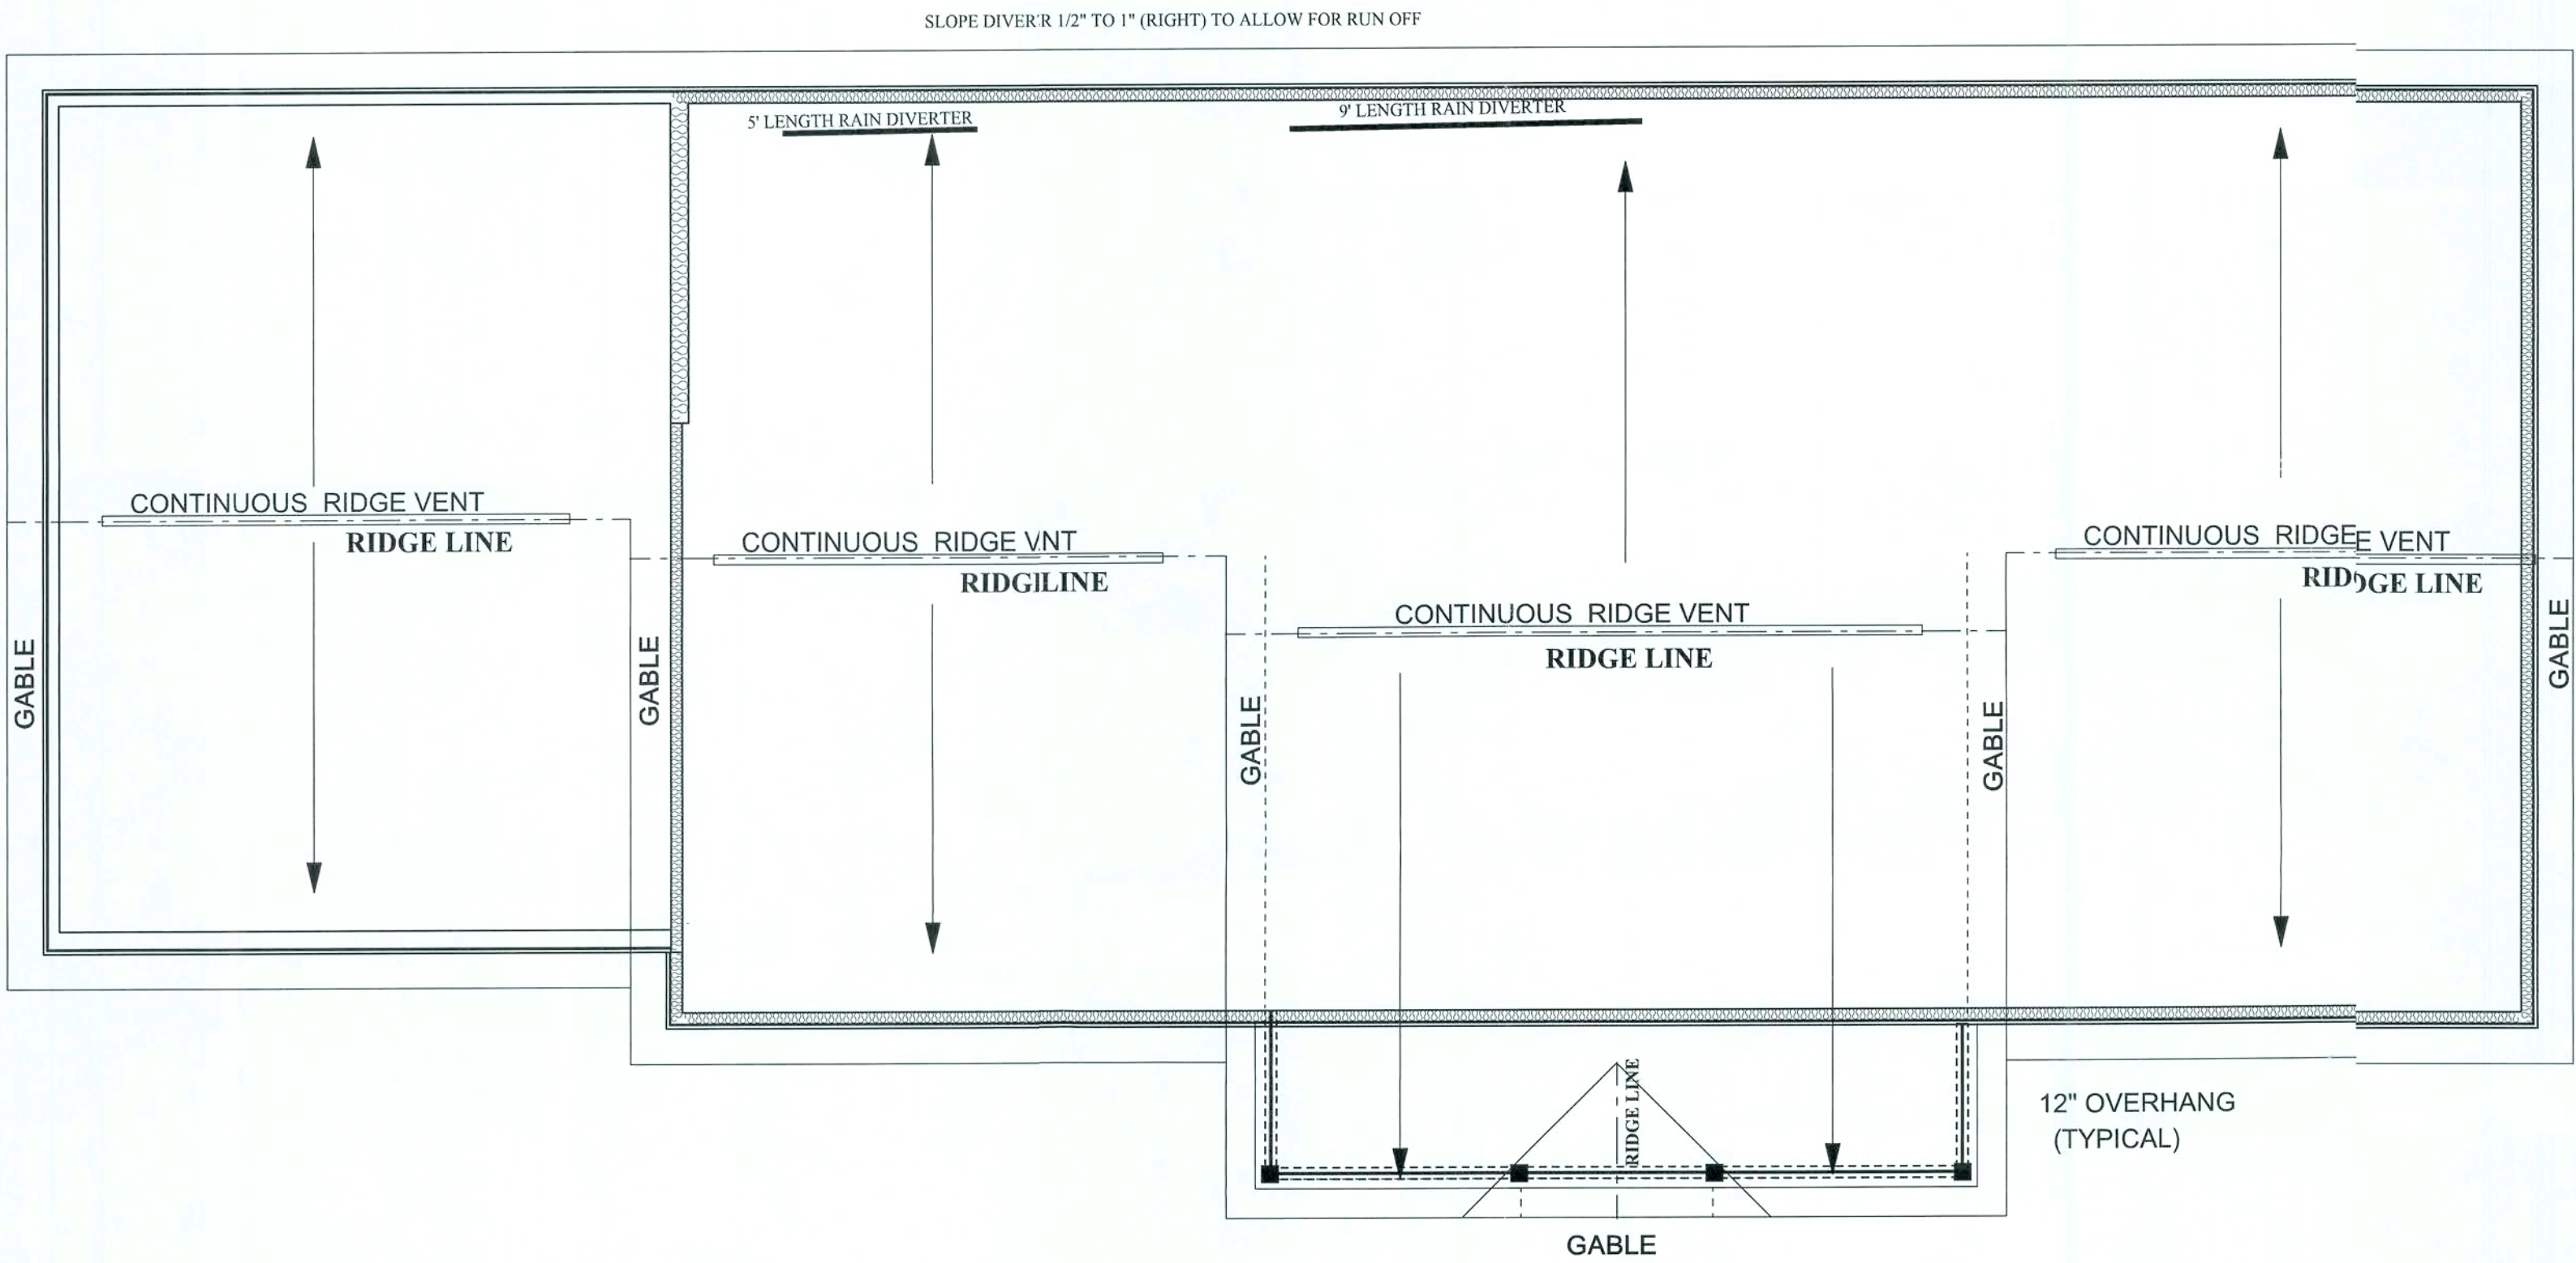 SLOPE DIVER'R 1/2" TO 1" (RIGHT) TO ALLOW FOR RUN OFF
5' LENGTH RAIN DIVERTER
9' LENGTH RAIN DIVERTER
CONTINUOUS RIDGE VENT
RIDGE LINE
CONTINUOUS RIDGE VNT
RIDGILINE
CONTINUOUS RIDGE VENT
RIDGE LINE
CONTINUOUS RIDGE
E VENT
RID
DGE LINE
GABLE
GABLE
GABLE
GABLE
GABLE
RIDGE LINE
12" OVERHANG
(TYPICAL)
GABLE